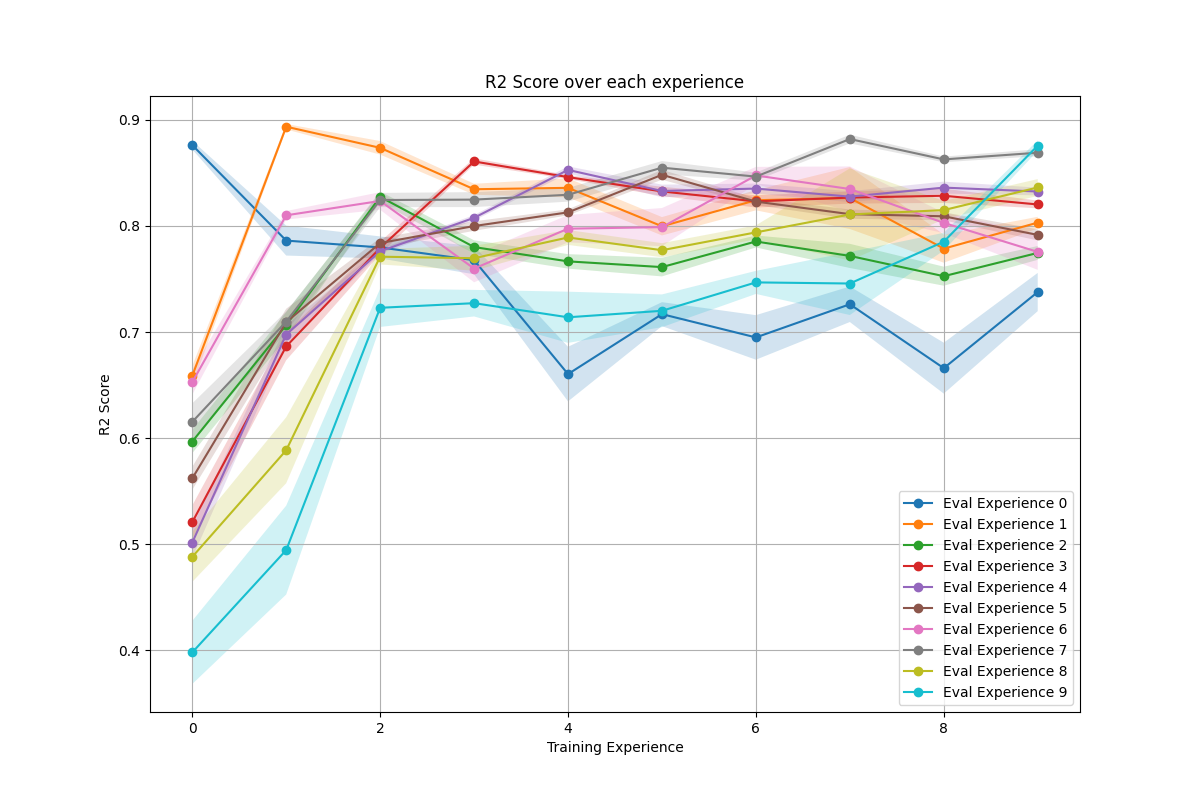 R2 Score over each experience
0.9
0.8
0.7
0.6
0.5
0.4
R2 Score
0 2 4 6 8
Training Experience
Eval Experience 0
Eval Experience 1
Eval Experience 2
Eval Experience 3
Eval Experience 4
Eval Experience 5
Eval Experience 6
Eval Experience 7
Eval Experience 8
Eval Experience 9